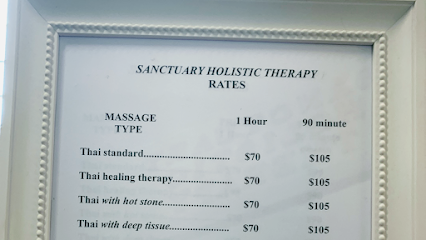 SANCTUARY HOLISTIC THERAPY
RATES
MASSAGE TYPE 1 Hour 90 minute
Thai standard................................ $70 $105
Thai healing therapy...................... $70 $105
Thai with hot stone......................... $70 $105
Thai with deep tissue...................... $70 $105